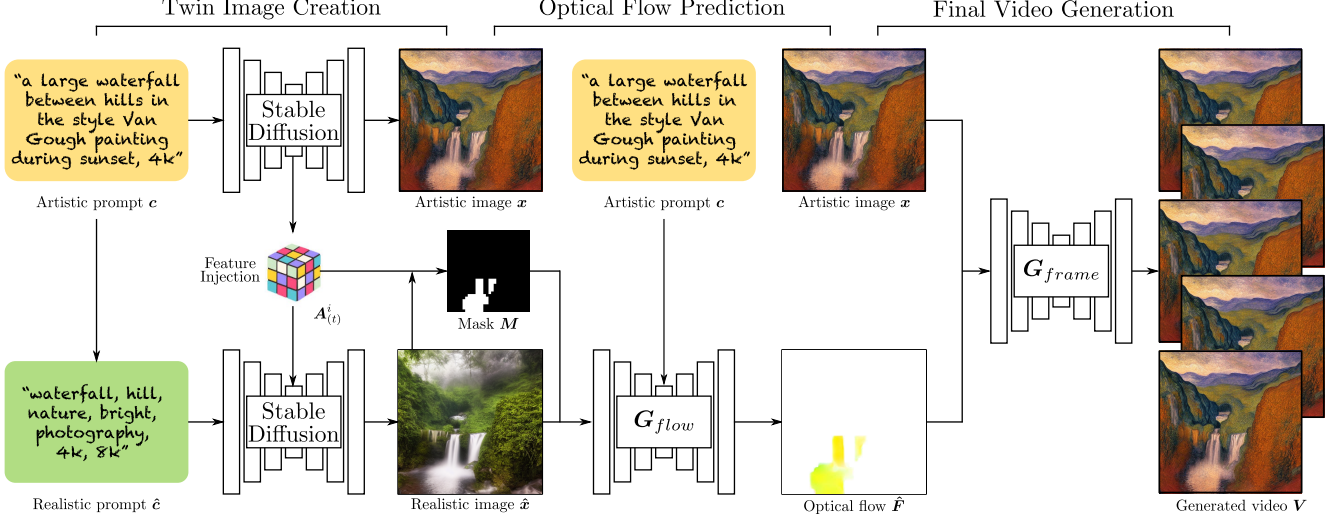 Twin Image Creation
Optical Flow Prediction
Final Video Generation
“a large waterfall
between hills in
the style Van
Gough painting
during sunset, 4k”
Artistic prompt c
Stable
Diffusion
Artistic image x
“a large waterfall
between hills in
the style Van
Gough painting
during sunset, 4k”
Artistic prompt c
Artistic image x
Feature
Injection
A^i_(t)
Mask M
G_frame
“waterfall, hill,
nature, bright,
photography,
4k, 8k”
Realistic prompt ĉ
Stable
Diffusion
Realistic image x̂
G_flow
Optical flow F̂
Generated video V